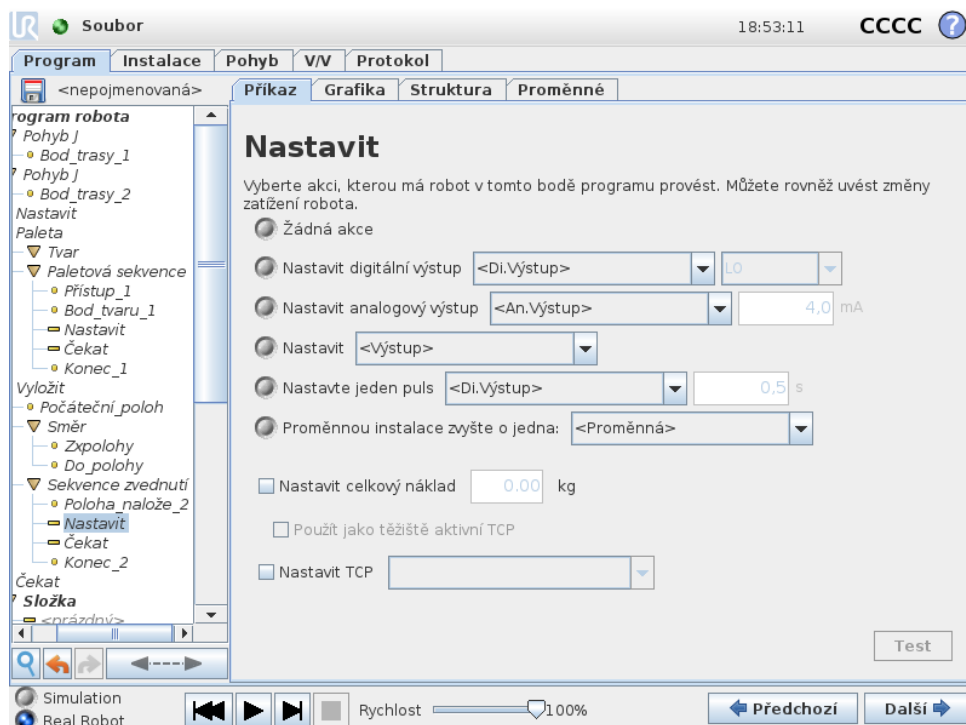 UR Soubor 18:53:11 CCCC ?
Program Instalace Pohyb V/V Protokol
<nepojmenovaná> Příkaz Grafika Struktura Proměnné
rogram robota
Pohyb J
Bod_trasy_1
Pohyb J
Bod_trasy_2
Nastavit
Paleta
Tvar
Paletová sekvence
Přístup_1
Bod_tvaru_1
Nastavit
Čekat
Konec_1
Vyložit
Počáteční_poloh
Směr
Zxpolohy
Do_polohy
Sekvence zvednutí
Poloha_nalože_2
Nastavit
Čekat
Konec_2
Čekat
Složka
<prázdný>
Nastavit
Vyberte akci, kterou má robot v tomto bodě programu provést. Můžete rovněž uvést změny
zatížení robota.
Žádná akce
Nastavit digitální výstup <Di.Výstup> LO
Nastavit analogový výstup <An.Výstup> 4,0 mA
Nastavit <Výstup>
Nastavte jeden puls <Di.Výstup> 0,5 s
Proměnnou instalace zvyšte o jedna: <Proměnná>
Nastavit celkový náklad 0.00 kg
Použít jako těžiště aktivní TCP
Nastavit TCP
Test
Simulation
Real Robot
Rychlost 100%
Předchozí Další